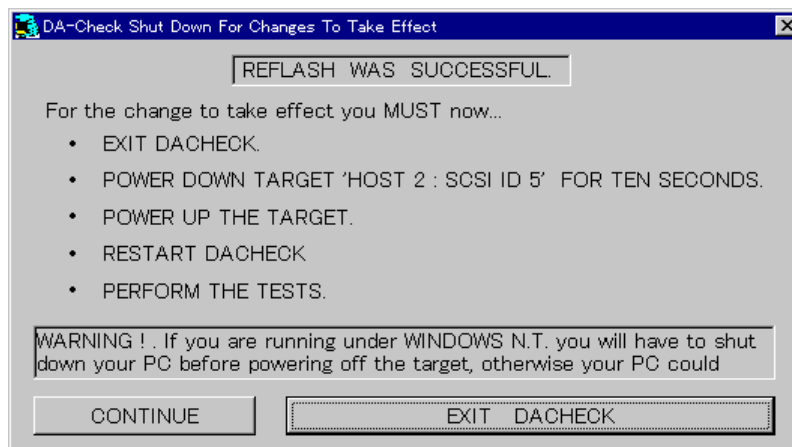 DA-Check Shut Down For Changes To Take Effect
REFLASH WAS SUCCESSFUL.
For the change to take effect you MUST now...
• EXIT DACHECK.
• POWER DOWN TARGET 'HOST 2 : SCSI ID 5' FOR TEN SECONDS.
• POWER UP THE TARGET.
• RESTART DACHECK
• PERFORM THE TESTS.
WARNING ! . If you are running under WINDOWS N.T. you will have to shut
down your PC before powering off the target, otherwise your PC could
CONTINUE
EXIT DACHECK